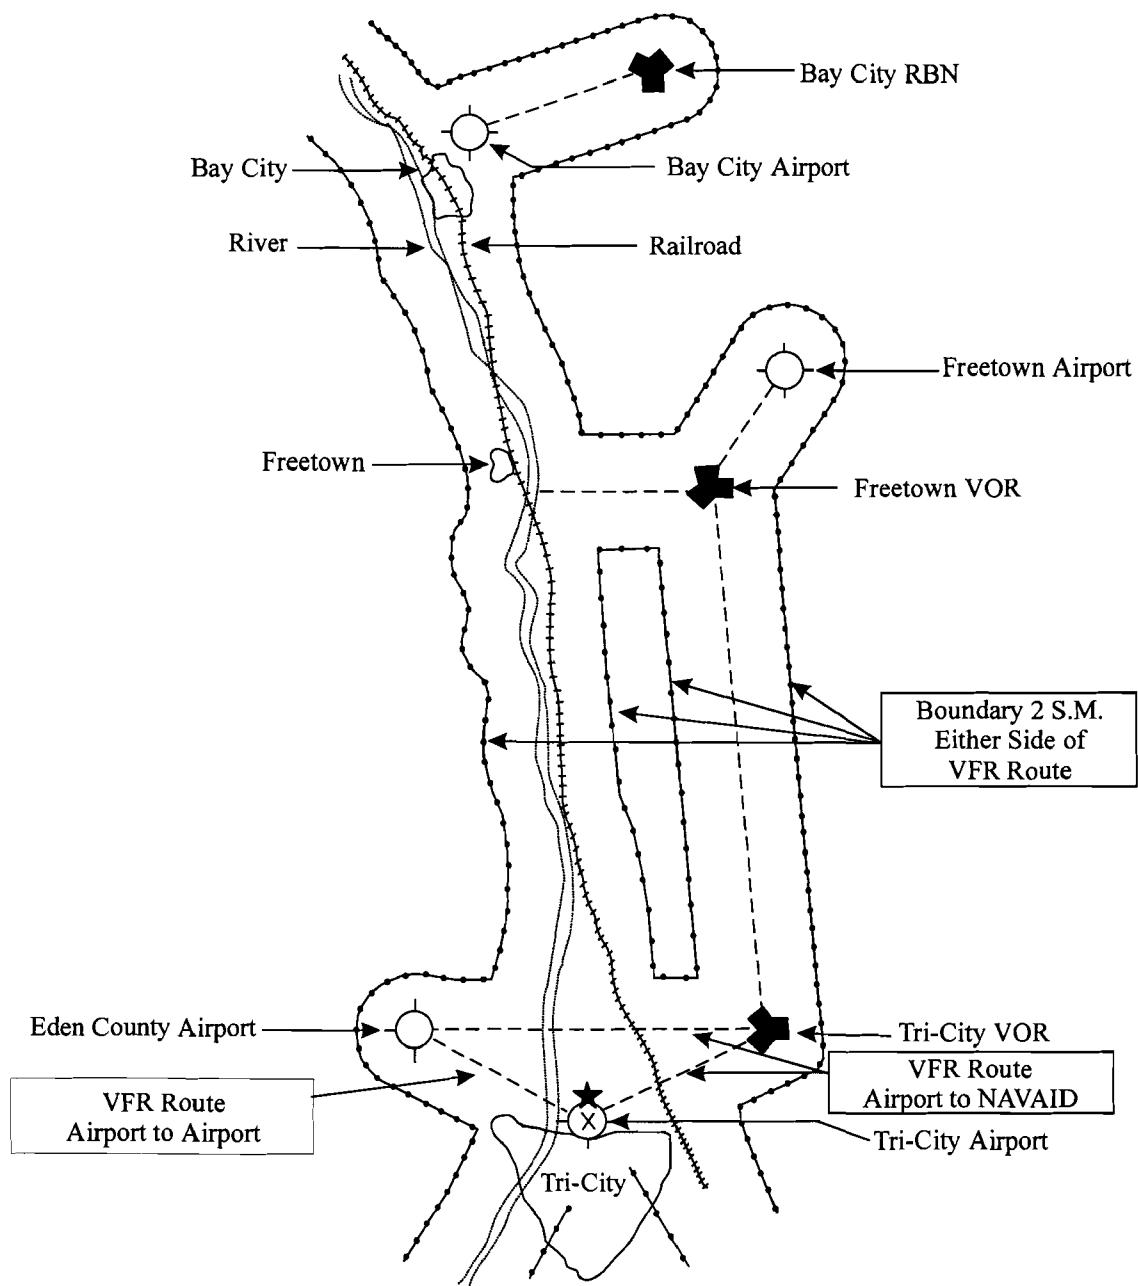 Bay City RBN
Bay City
Bay City Airport
River
Railroad
Freetown Airport
Freetown
Freetown VOR
Boundary 2 S.M.
Either Side of
VFR Route
Eden County Airport
Tri-City VOR
VFR Route
Airport to NAVAID
VFR Route
Airport to Airport
X
Tri-City Airport
Tri-City